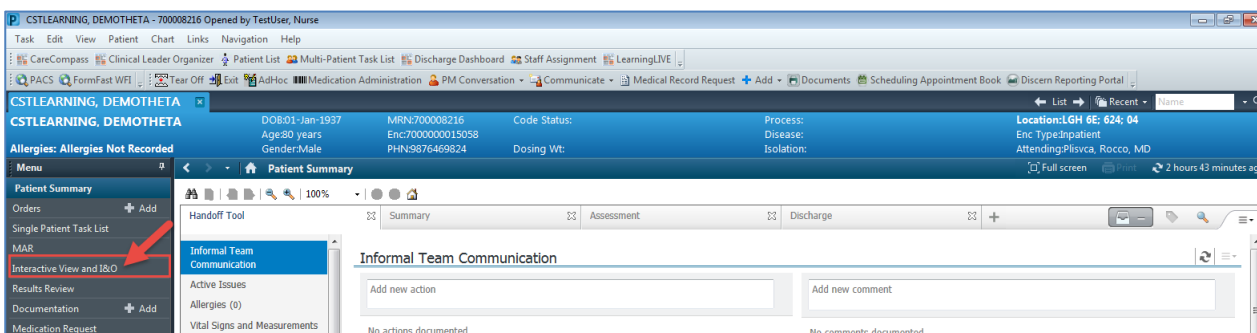 CSTLEARNING, DEMOTHETA - 700008216 Opened by TestUser, Nurse
Task Edit View Patient Chart Links Navigation Help
CareCompass Clinical Leader Organizer Patient List Multi-Patient Task List Discharge Dashboard Staff Assignment LearningLIVE
PACS FormFast WFI Tear Off Exit AdHoc Medication Administration PM Conversation Communicate Medical Record Request Add Documents Scheduling Appointment Book Discern Reporting Portal
CSTLEARNING, DEMOTHETA List Recent Name
CSTLEARNING, DEMOTHETA DOB:01-Jan-1937 MRN:700008216 Code Status: Process: Location:LGH 6E; 624; 04
Age:80 years Enc:7000000015058 Disease: Enc Type:Inpatient
Allergies: Allergies Not Recorded Gender:Male PHN:9876469824 Dosing Wt: Isolation: Attending:Plisvca, Rocco, MD
Menu Patient Summary Full screen Print 2 hours 43 minutes ag
Patient Summary
100%
Orders Add
Handoff Tool Summary Assessment Discharge
Single Patient Task List
MAR
Interactive View and I&O
Results Review
Documentation Add
Medication Request
Informal Team
Communication
Active Issues
Allergies (0)
Vital Signs and Measurements
Informal Team Communication
Add new action Add new comment
No actions documented No comments documented